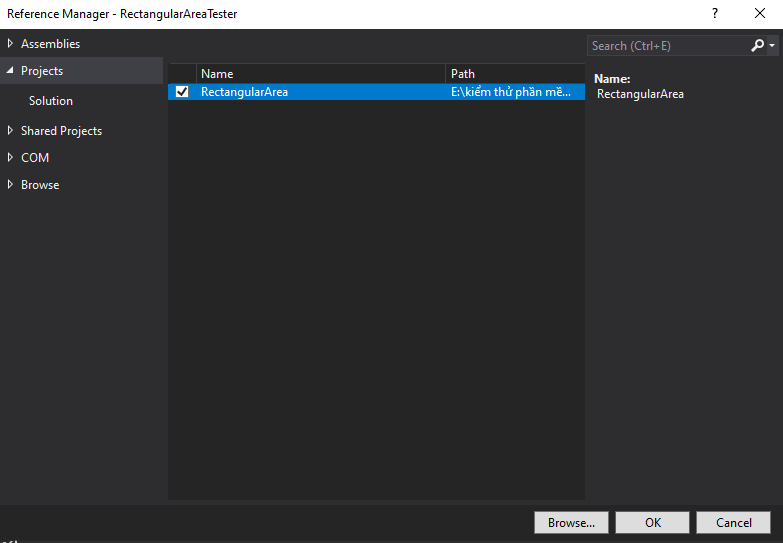 Reference Manager - RectangularAreaTester
? 
Assemblies
Search (Ctrl+E)
Projects
Name Path
Name:
Solution
RectangularArea E:\kiểm thử phần mề...
RectangularArea
Shared Projects
COM
Browse
Browse... OK Cancel